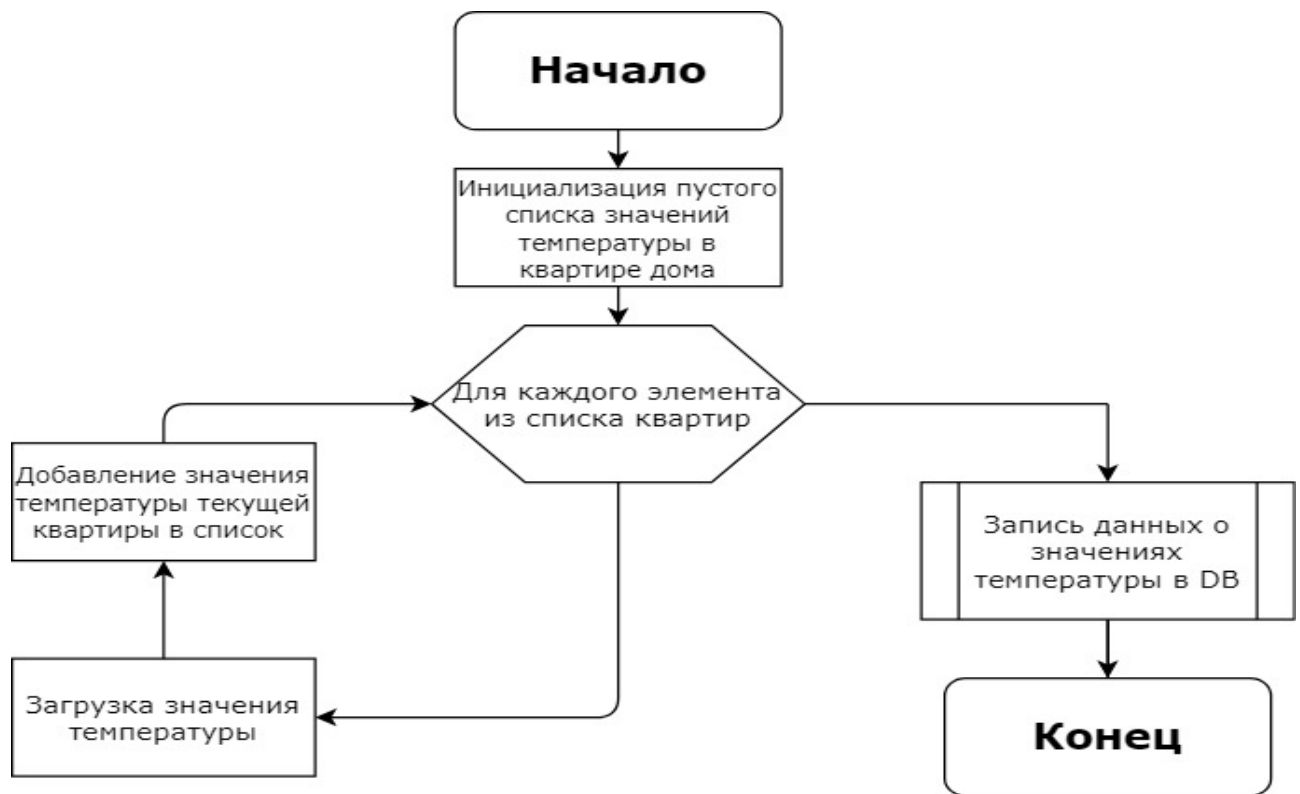 Начало
Инициализация пустого
списка значений
температуры в
квартире дома
Для каждого элемента
из списка квартир
Добавление значения
температуры текущей
квартиры в список
Запись данных о
значениях
температуры в DB
Загрузка значения
температуры
Конец